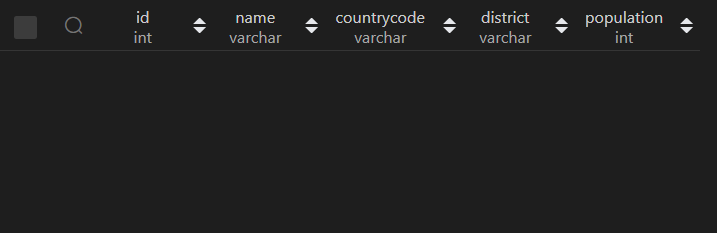 id name countrycode district population
int varchar varchar varchar int